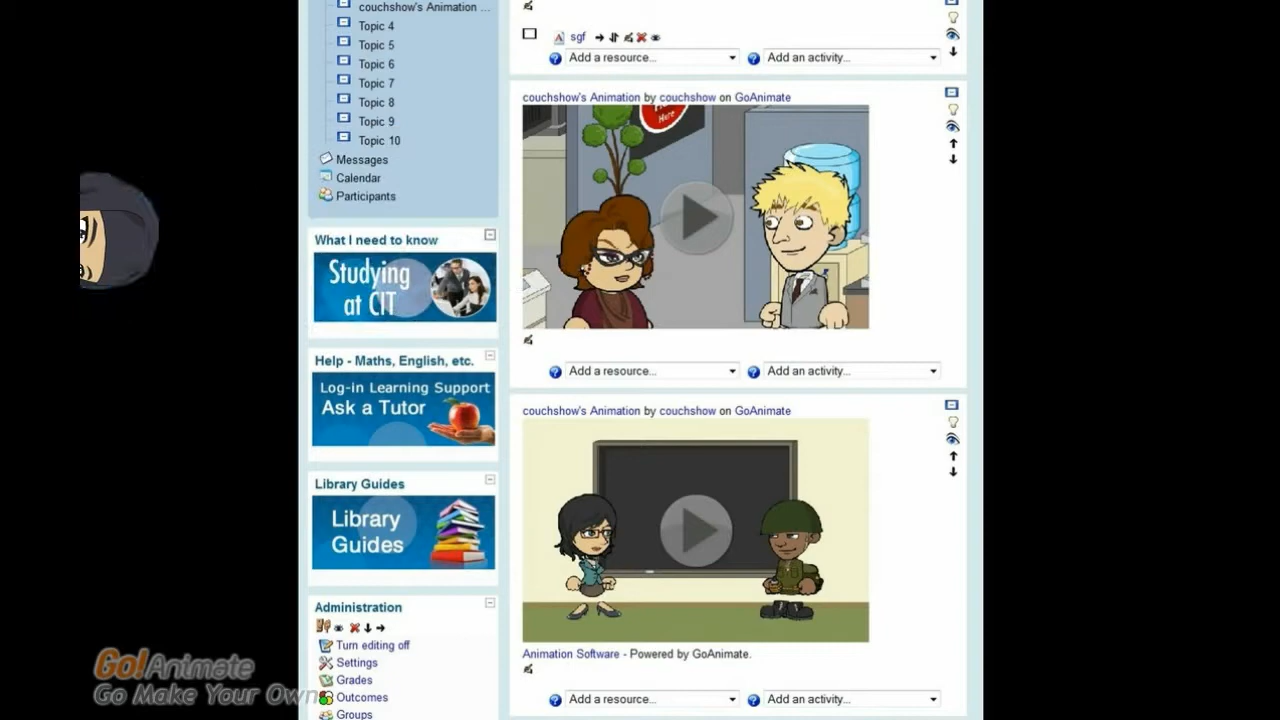 couchshow's Animation ...
Topic 4
Topic 5
Topic 6
Topic 7
Topic 8
Topic 9
Topic 10
Messages
Calendar
Participants
What I need to know
Studying
at CIT
Help - Maths, English, etc.
Log-in Learning Support
Ask a Tutor
Library Guides
Library
Guides
Administration
Turn editing off
Settings
Grades
Outcomes
Groups
sgf
Add a resource... Add an activity...
couchshow's Animation by couchshow on GoAnimate
Here
Add a resource... Add an activity...
couchshow's Animation by couchshow on GoAnimate
Animation Software - Powered by GoAnimate.
Add a resource... Add an activity...
Go!Animate
Go Make Your Own